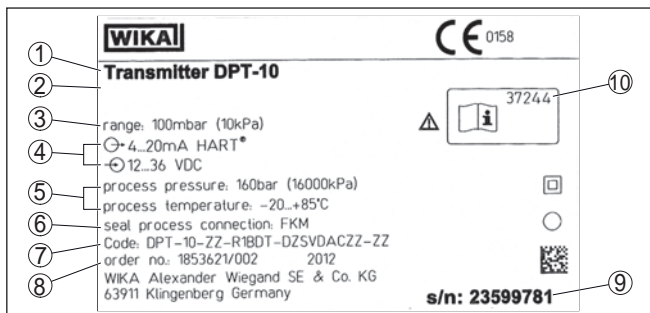 WIKA
CE 0158
① Transmitter DPT-10
②
⑩
37244
③ range: 100mbar (10kPa)
④ 4...20mA HART®
12...36 VDC
⑤ process pressure: 160bar (16000kPa)
process temperature: -20...+85°C
⑥ seal process connection: FKM
⑦ Code: DPT-10-ZZ-R1BDT-DZSVDACZZ-ZZ
⑧ order no.: 1853621/002 2012
WIKA Alexander Wiegand SE & Co. KG
63911 Klingenberg Germany
s/n: 23599781 ⑨